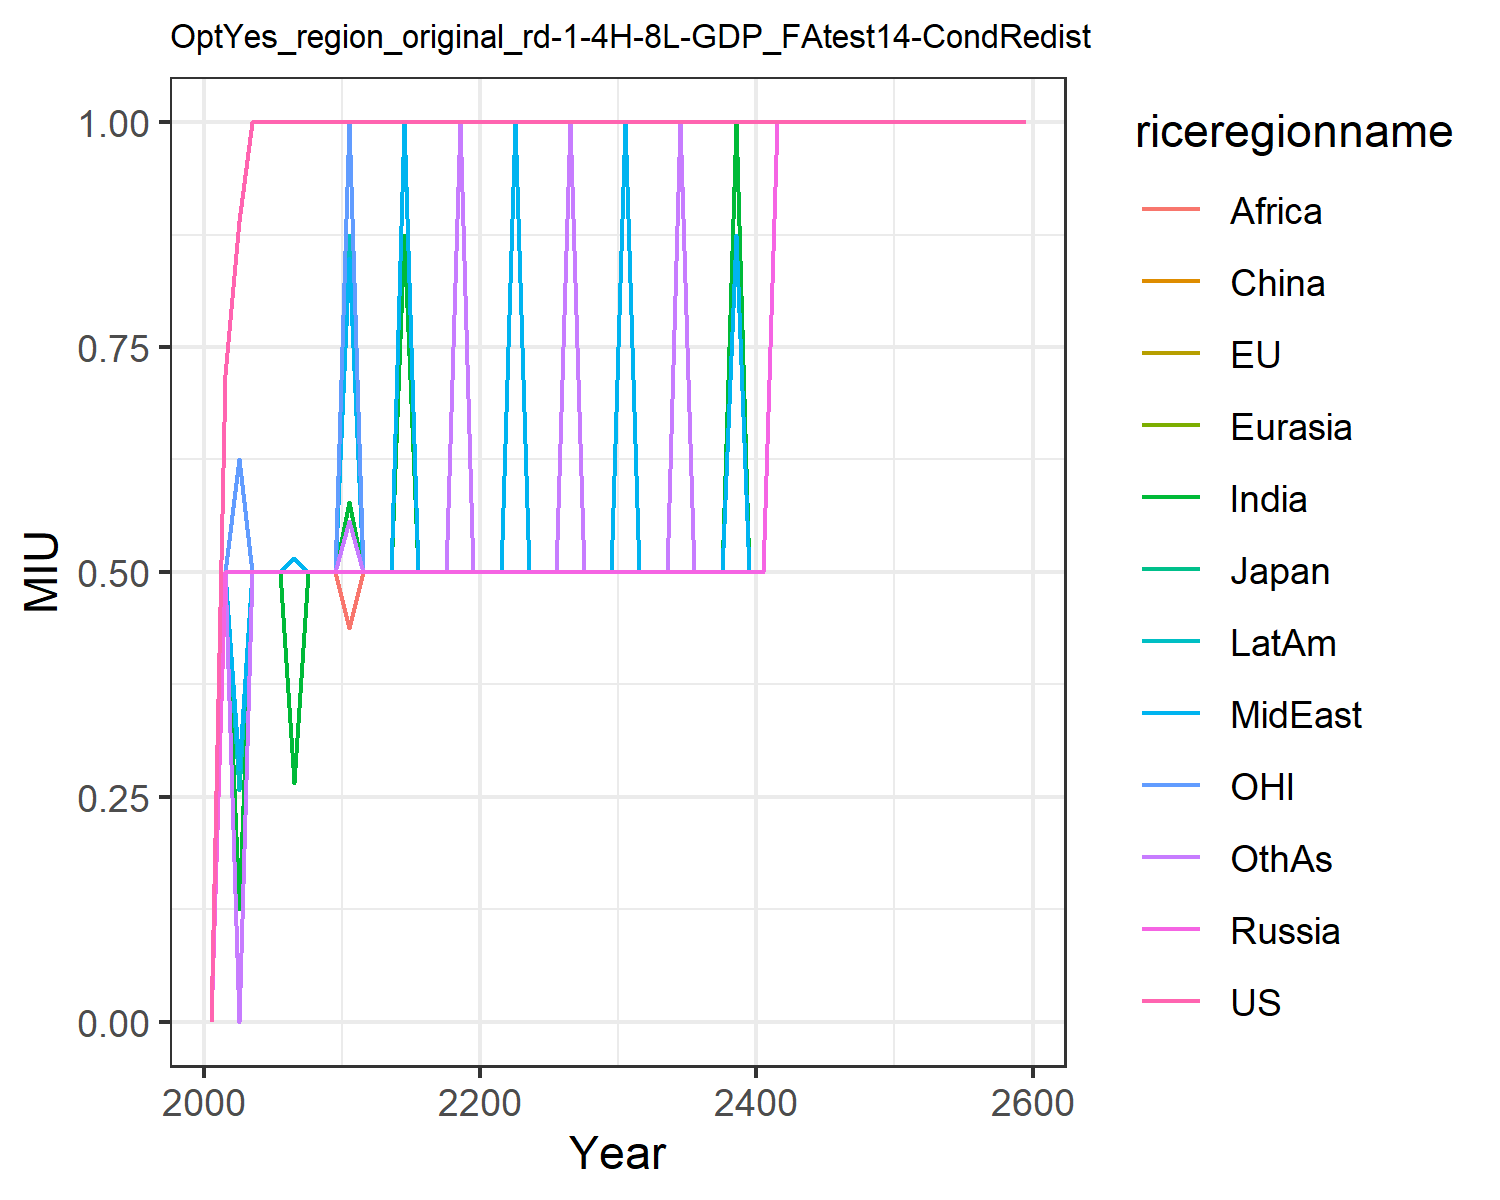 OptYes_region_original_rd-1-4H-8L-GDP_FAtest14-CondRedist
1.00
0.75
0.50
0.25
0.00
MIU
2000
2200
2400
2600
Year
riceregionname
Africa
China
EU
Eurasia
India
Japan
LatAm
MidEast
OHI
OthAs
Russia
US